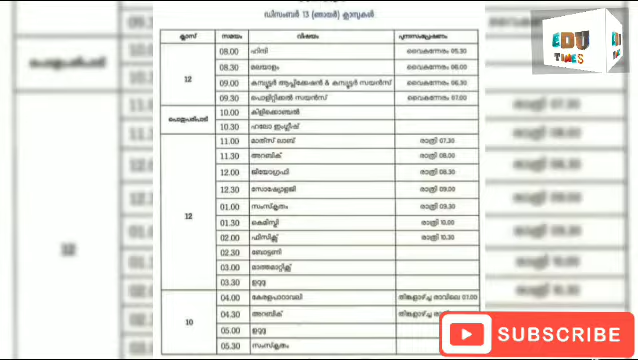 ഡിസംബർ 13 (ഞായർ) ക്ലാസുകൾ
ക്ലാസ് സമയം വിഷയം പുനഃസംപ്രേഷണം
12
08.00 ഹിന്ദി വൈകുന്നേരം 05.30
08.30 മലയാളം വൈകുന്നേരം 06.00
09.00 കമ്പ്യൂട്ടർ ആപ്ലിക്കേഷൻ & കമ്പ്യൂട്ടർ സയൻസ് വൈകുന്നേരം 06.30
09.30 പൊളിറ്റിക്കൽ സയൻസ് വൈകുന്നേരം 07.00
പൊതുപരിപാടി
10.00 കിളികൊഞ്ചൽ
10.30 ഹലോ ഇംഗ്ലീഷ്
12
11.00 മാത്സ് ലാബ് രാത്രി 07.30
11.30 അറബിക് രാത്രി 08.00
12.00 ജിയോഗ്രഫി രാത്രി 08.30
12.30 സോഷ്യോളജി രാത്രി 09.00
01.00 സംസ്കൃതം രാത്രി 09.30
01.30 കെമിസ്ട്രി രാത്രി 10.00
02.00 ഫിസിക്സ് രാത്രി 10.30
02.30 ബോട്ടണി
03.00 മാത്തമാറ്റിക്സ്
03.30 ഉറുദു
10
04.00 കേരളപാഠാവലി തിങ്കളാഴ്ച്ച രാവിലെ 07.00
04.30 അറബിക് തിങ്കളാഴ്ച്ച
05.00 ഉറുദു
05.30 സംസ്കൃതം
EDU
TIMES
SUBSCRIBE